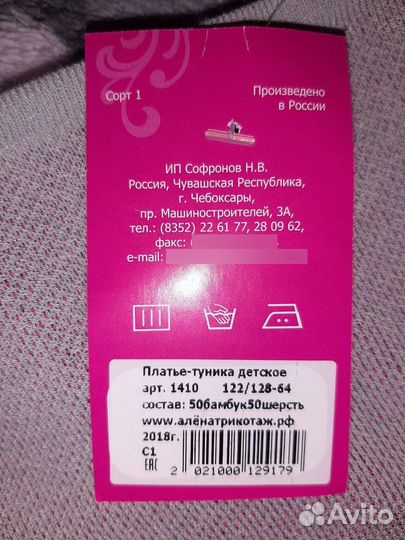 Сорт 1
Произведено
в России
ИП Софронов Н.В.
Россия, Чувашская Республика,
г. Чебоксары,
пр. Машиностроителей, 3А,
тел.: (8352) 22 61 77, 28 09 62,
факс: (
e-mail:
Платье-туника детское
арт. 1410 122/128-64
состав: 50бамбук50шерсть
www.алёнатрикотаж.рф
2018г.
С1
ЕАС
2 021000 129179
Avito